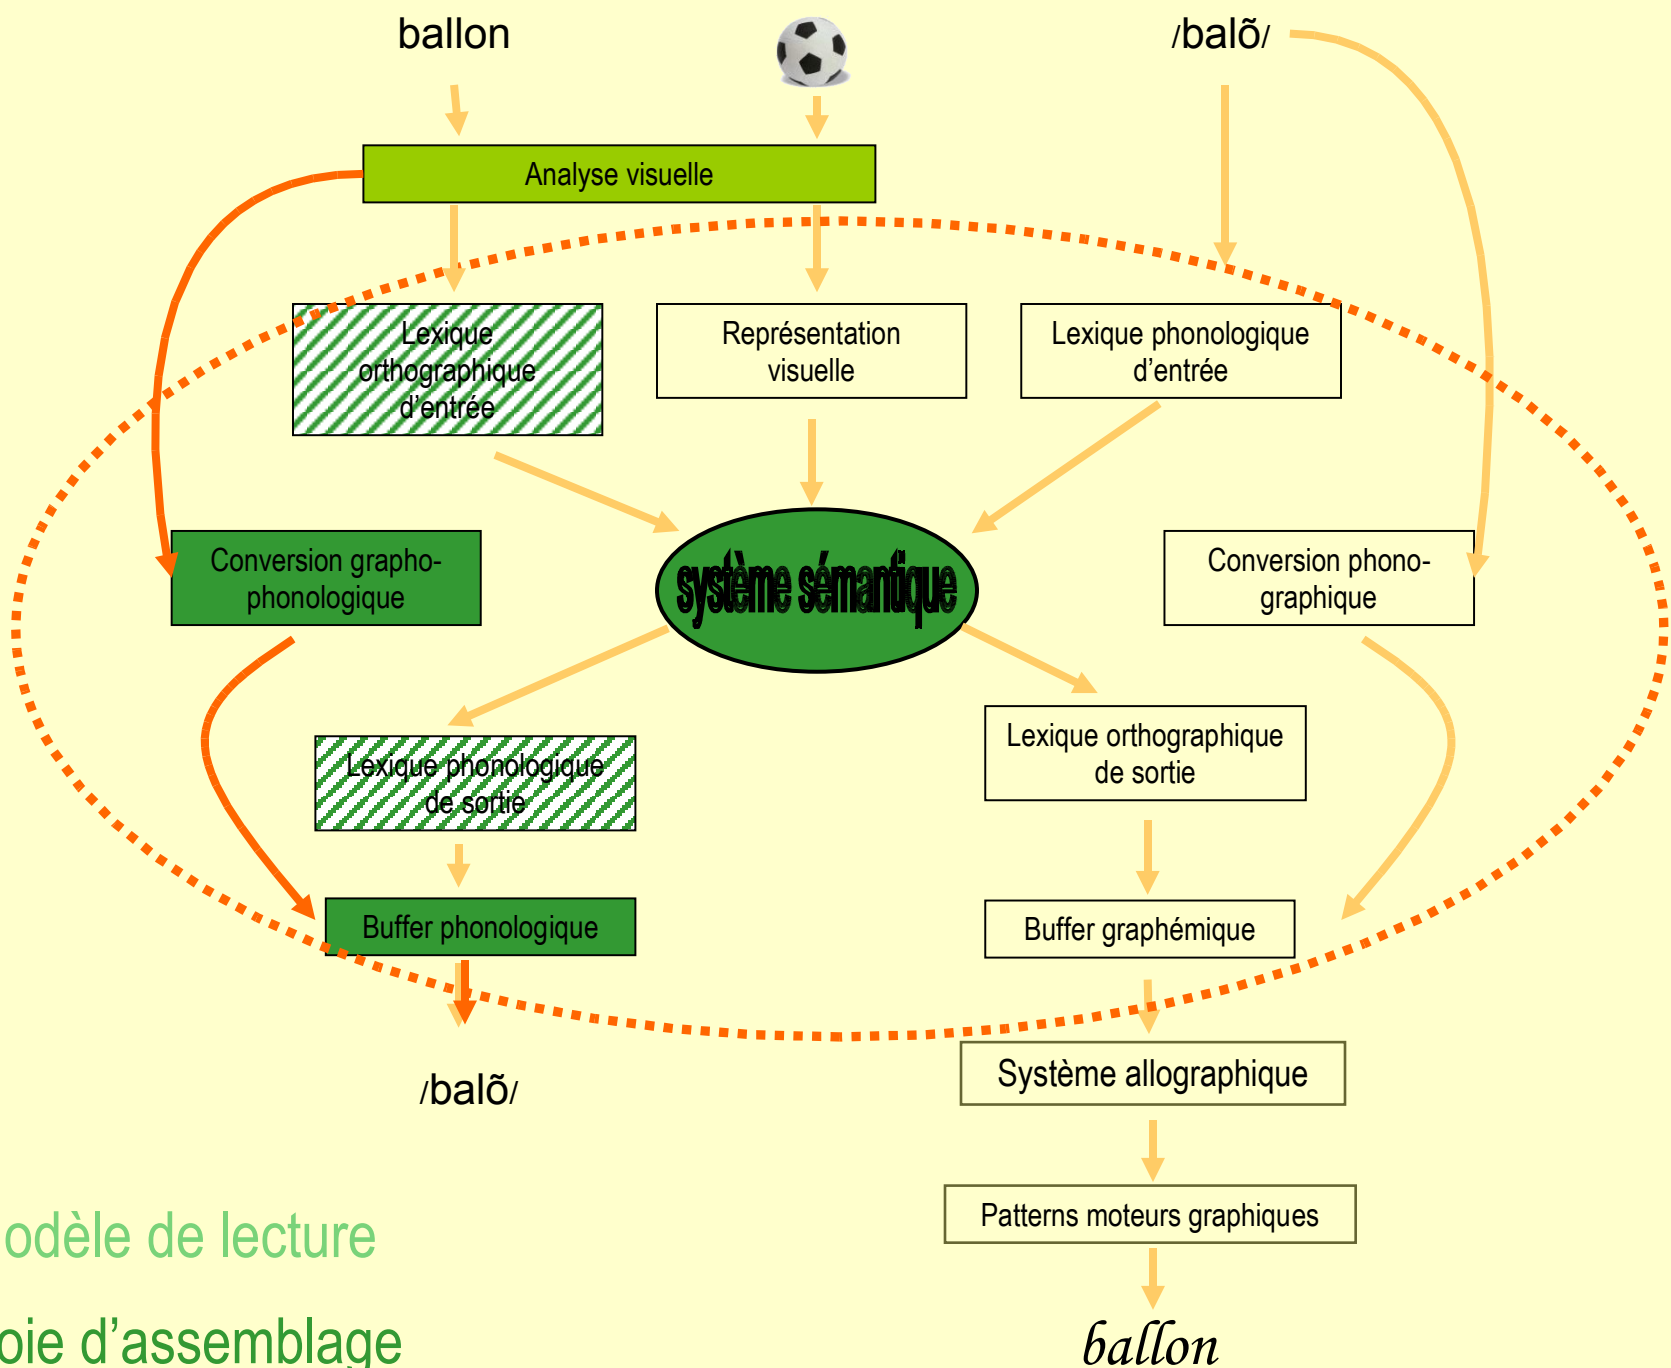 ballon
/balõ/
Analyse visuelle
Lexique
orthographique
d'entrée
Représentation
visuelle
Lexique phonologique
d'entrée
Conversion grapho-
phonologique
système sémantique
Conversion phono-
graphique
Lexique phonologique
de sortie
Lexique orthographique
de sortie
Buffer phonologique
Buffer graphémique
/balõ/
Système allographique
Patterns moteurs graphiques
odèle de lecture
oie d'assemblage
ballon